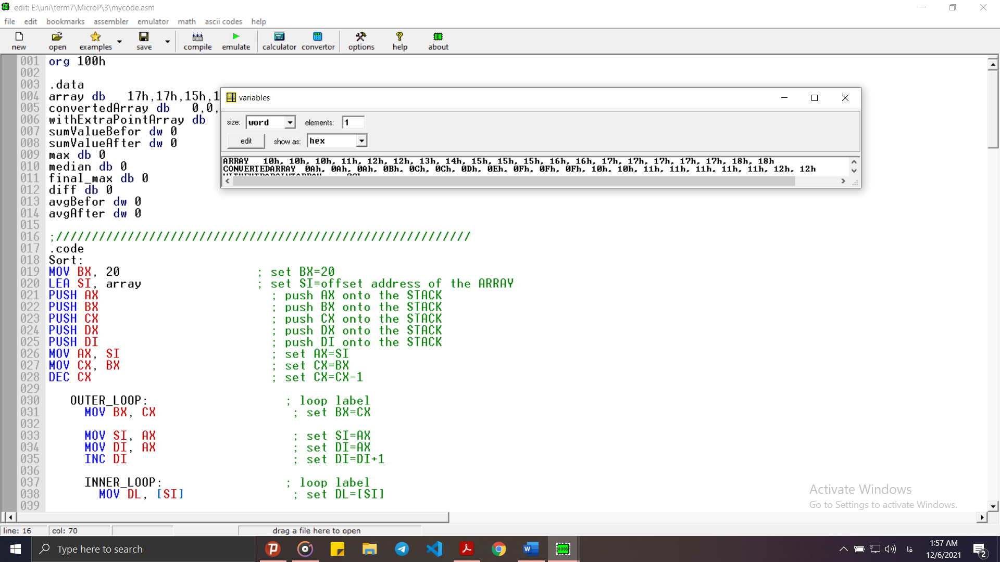 edit: E:\uni\term7\MicroP\3\mycode.asm
file edit bookmarks assembler emulator math ascii codes help
new open examples save compile emulate calculator convertor options help about
001 org 100h
002
003 .data
004 array db 17h,17h,15h,1
005 convertedArray db 0,0,
006 withExtraPointArray db
007 sumValueBefor dw 0
008 sumValueAfter dw 0
009 max db 0
010 median db 0
011 final_max db 0
012 diff db 0
013 avgBefor dw 0
014 avgAfter dw 0
015
016 ;//////////////////////////////////////////////////////////
017 .code
018 Sort:
019 MOV BX, 20 ; set BX=20
020 LEA SI, array ; set SI=offset address of the ARRAY
021 PUSH AX ; push AX onto the STACK
022 PUSH BX ; push BX onto the STACK
023 PUSH CX ; push CX onto the STACK
024 PUSH DX ; push DX onto the STACK
025 PUSH DI ; push DI onto the STACK
026 MOV AX, SI ; set AX=SI
027 MOV CX, BX ; set CX=BX
028 DEC CX ; set CX=CX-1
029
030 OUTER_LOOP: ; loop label
031 MOV BX, CX ; set BX=CX
032
033 MOV SI, AX ; set SI=AX
034 MOV DI, AX ; set DI=AX
035 INC DI ; set DI=DI+1
036
037 INNER_LOOP: ; loop label
038 MOV DL, [SI] ; set DL=[SI]
039
variables
size: word elements: 1
edit show as: hex
ARRAY 10h, 10h, 10h, 11h, 12h, 12h, 13h, 14h, 15h, 15h, 15h, 16h, 16h, 17h, 17h, 17h, 17h, 17h, 18h, 18h
CONVERTEDARRAY 0Ah, 0Ah, 0Ah, 0Bh, 0Ch, 0Ch, 0Dh, 0Eh, 0Fh, 0Fh, 0Fh, 10h, 10h, 11h, 11h, 11h, 11h, 11h, 12h, 12h
Activate Windows
Go to Settings to activate Windows.
line: 16 col: 70 drag a file here to open
Type here to search
فا
1:57 AM
12/6/2021
2